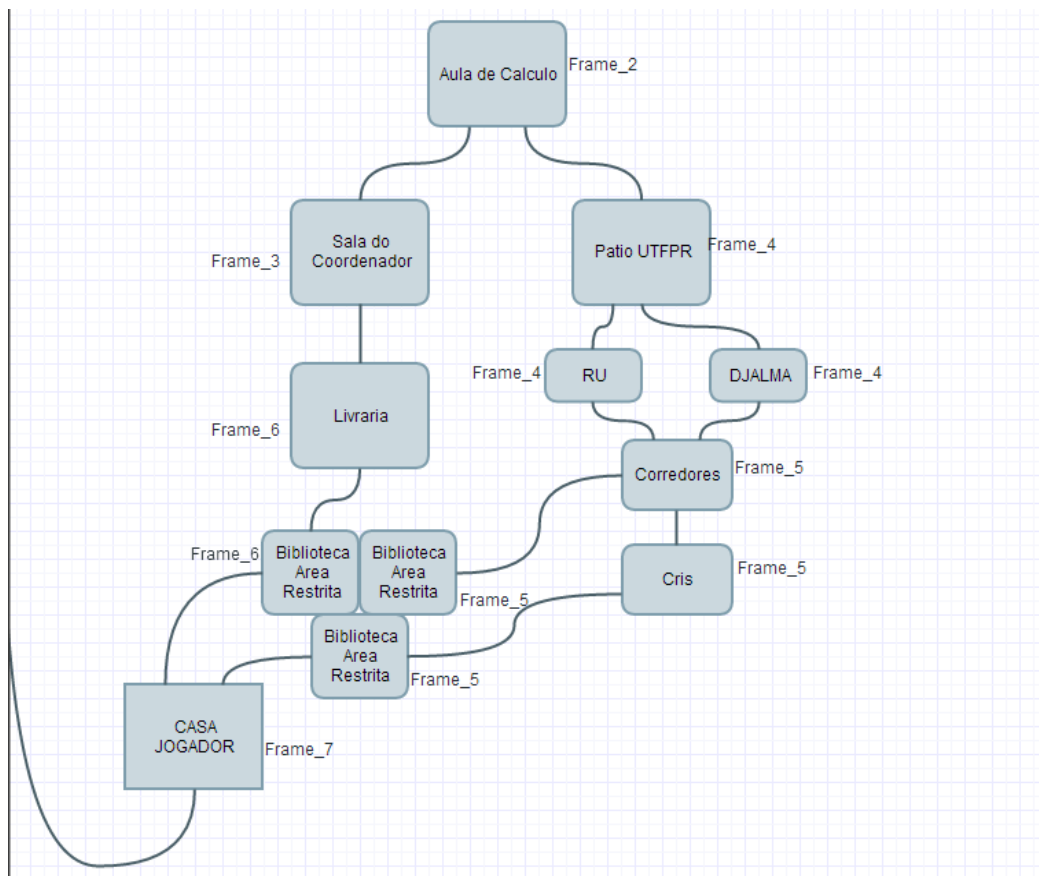 Aula de Calculo
Frame_2
Sala do
Coordenador
Frame_3
Patio UTFPR
Frame_4
Frame_4
RU
DJALMA
Frame_4
Livraria
Frame_6
Corredores
Frame_5
Frame_6
Biblioteca
Area
Restrita
Biblioteca
Area
Restrita
Frame_5
Cris
Frame_5
Biblioteca
Area
Restrita
Frame_5
CASA
JOGADOR
Frame_7